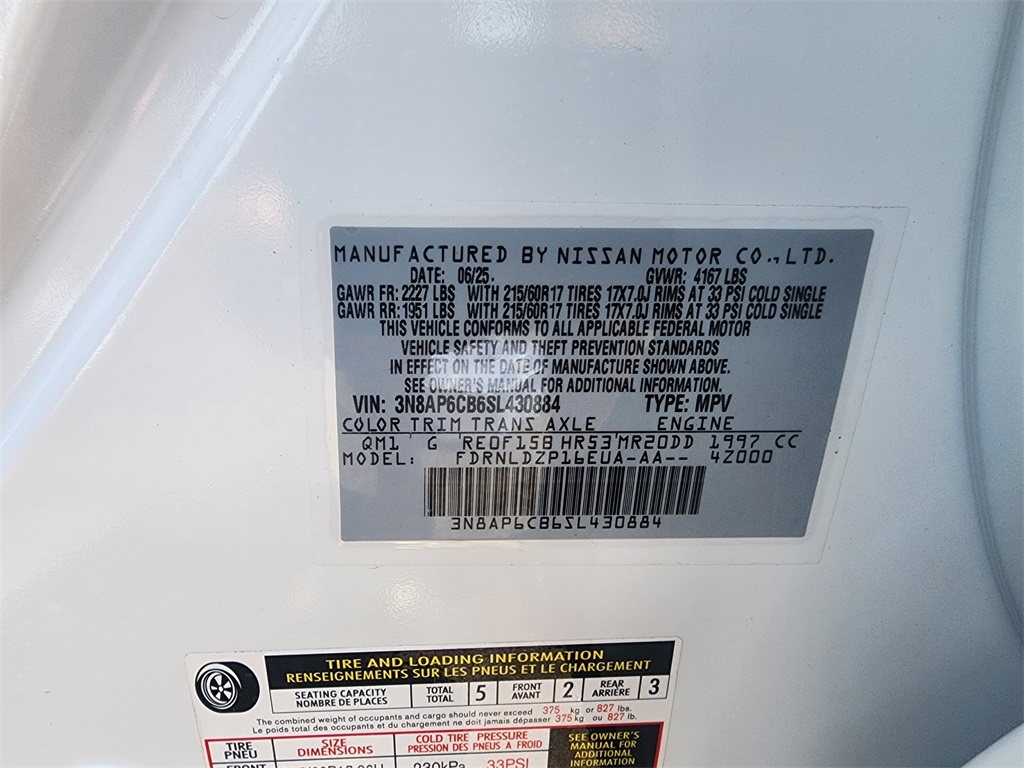 MANUFACTURED BY NISSAN MOTOR CO.,LTD.
DATE: 06/25. GVWR: 4167 LBS
GAWR FR: 2227 LBS WITH 215/60R17 TIRES 17X7.0J RIMS AT 33 PSI COLD SINGLE
GAWR RR: 1951 LBS WITH 215/60R17 TIRES 17X7.0J RIMS AT 33 PSI COLD SINGLE
THIS VEHICLE CONFORMS TO ALL APPLICABLE FEDERAL MOTOR
VEHICLE SAFETY AND THEFT PREVENTION STANDARDS
IN EFFECT ON THE DATE OF MANUFACTURE SHOWN ABOVE.
SEE OWNER'S MANUAL FOR ADDITIONAL INFORMATION.
VIN: 3N8AP6CB6SL430884 TYPE: MPV
COLOR TRIM TRANS AXLE ENGINE
QM1 G RE0F15B HR53 MR20DD 1997 CC
MODEL: FDRNLDZP16EUA-AA-- 4Z000
3N8AP6CB6SL430884
TIRE AND LOADING INFORMATION
RENSEIGNEMENTS SUR LES PNEUS ET LE CHARGEMENT
SEATING CAPACITY TOTAL 5 FRONT 2 REAR 3
NOMBRE DE PLACES TOTAL AVANT ARRIÈRE
The combined weight of occupants and cargo should never exceed 375 kg or 827 lbs.
Le poids total des occupants et du chargement ne doit jamais dépasser 375 kg ou 827 lb.
TIRE SIZE COLD TIRE PRESSURE SEE OWNER'S
PNEU DIMENSIONS PRESSION DES PNEUS A FROID MANUAL FOR
ADDITIONAL
INFORMATION
FRONT 230kPa 33PSI